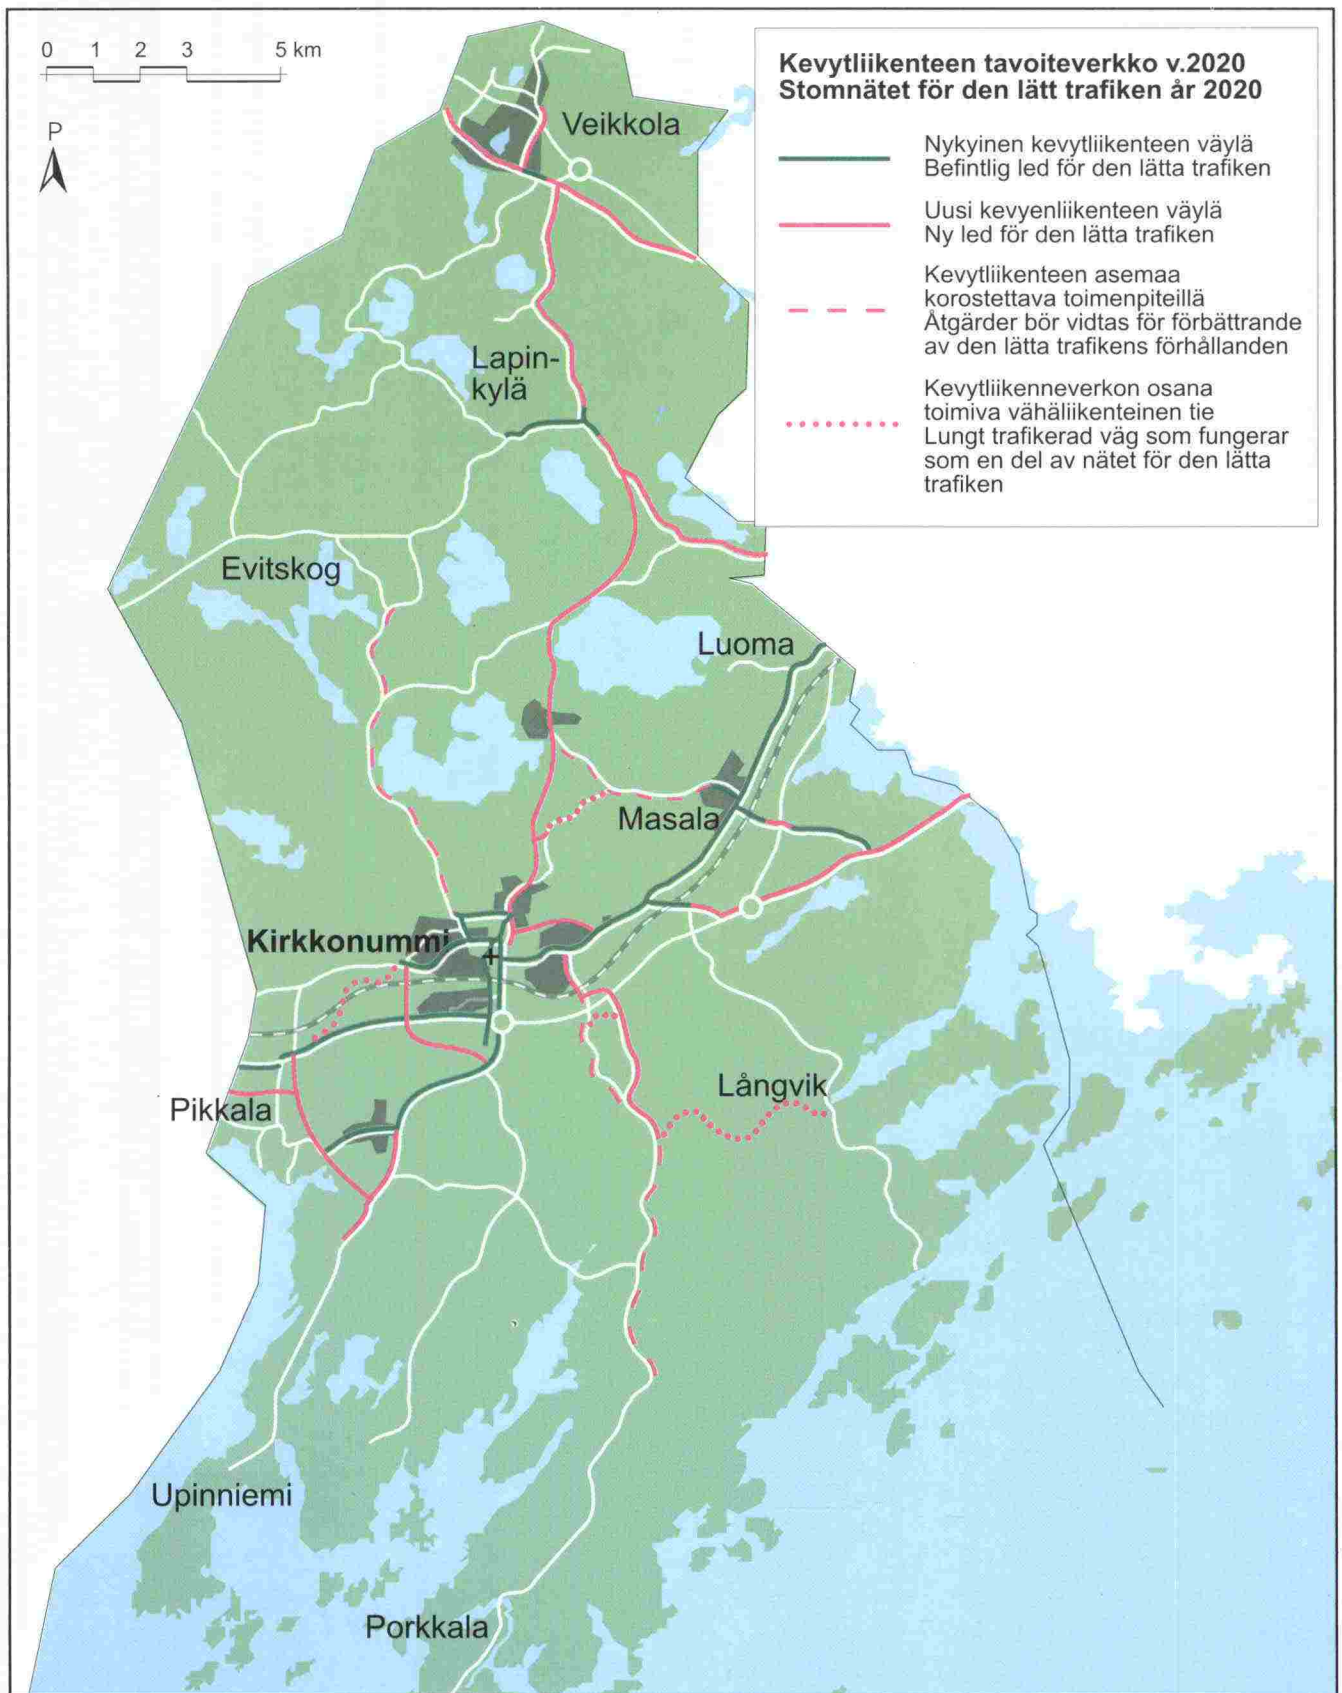 0 1 2 3 5 km
P
Kevytliikenteen tavoiteverkko v.2020
Stomnätet för den lätt trafiken år 2020
Nykyinen kevytliikenteen väylä
Befintlig led för den lätta trafiken
Uusi kevyenliikenteen väylä
Ny led för den lätta trafiken
Kevytliikenteen asemaa
korostettava toimenpiteillä
Åtgärder bör vidtas för förbättrande
av den lätta trafikens förhållanden
Kevytliikenneverkon osana
toimiva vähäliikenteinen tie
Lungt trafikerad väg som fungerar
som en del av nätet för den lätta
trafiken
Veikkola
Lapin-
kylä
Evitskog
Luoma
Masala
Kirkkonummi
Långvik
Pikkala
Upinniemi
Porkkala